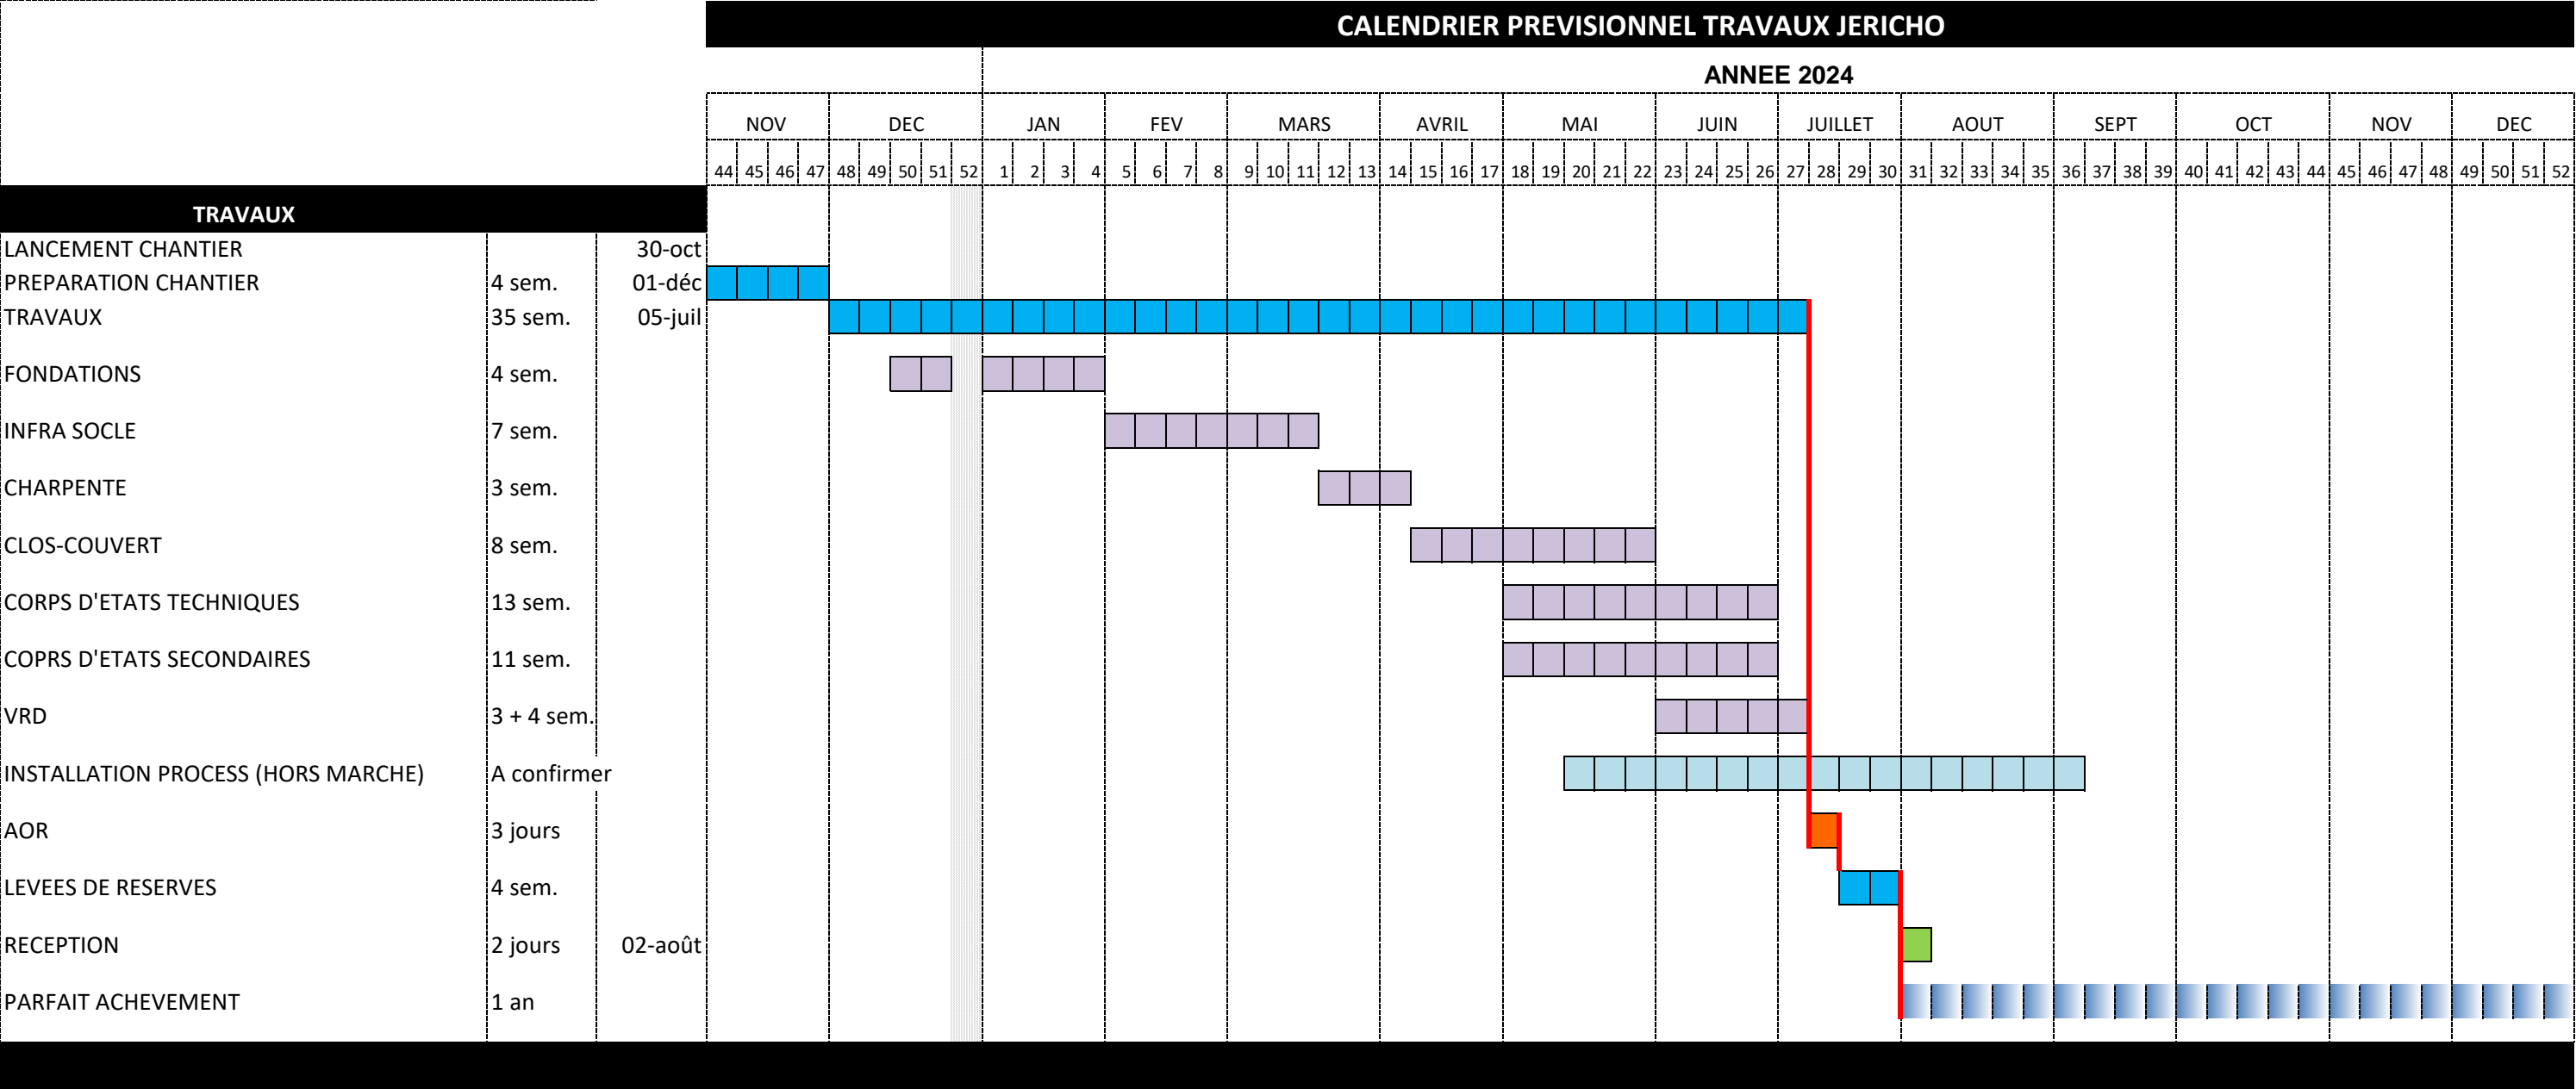 CALENDRIER PREVISIONNEL TRAVAUX JERICHO
ANNEE 2024
NOV DEC JAN FEV MARS AVRIL MAI JUIN JUILLET AOUT SEPT OCT NOV DEC
44 45 46 47 48 49 50 51 52 1 2 3 4 5 6 7 8 9 10 11 12 13 14 15 16 17 18 19 20 21 22 23 24 25 26 27 28 29 30 31 32 33 34 35 36 37 38 39 40 41 42 43 44 45 46 47 48 49 50 51 52
TRAVAUX
LANCEMENT CHANTIER 30-oct
PREPARATION CHANTIER 4 sem. 01-déc
TRAVAUX 35 sem. 05-juil
FONDATIONS 4 sem.
INFRA SOCLE 7 sem.
CHARPENTE 3 sem.
CLOS-COUVERT 8 sem.
CORPS D'ETATS TECHNIQUES 13 sem.
COPRS D'ETATS SECONDAIRES 11 sem.
VRD 3 + 4 sem.
INSTALLATION PROCESS (HORS MARCHE) A confirmer
AOR 3 jours
LEVEES DE RESERVES 4 sem.
RECEPTION 2 jours 02-août
PARFAIT ACHEVEMENT 1 an